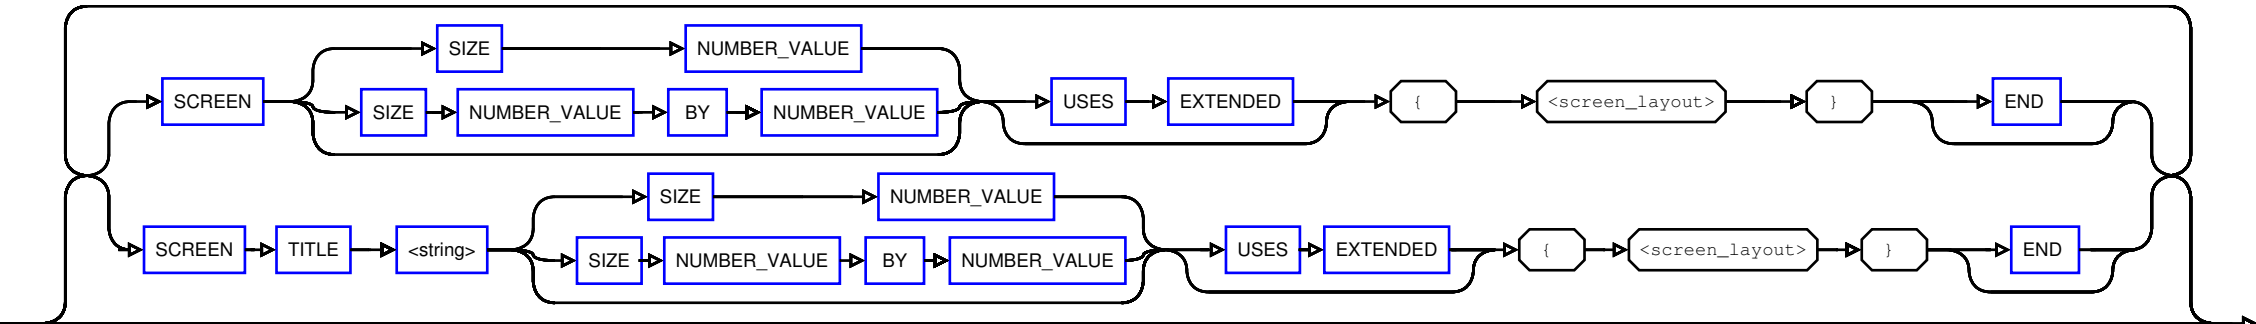 SIZE NUMBER_VALUE
SCREEN USES EXTENDED { <screen_layout> } END
SIZE NUMBER_VALUE BY NUMBER_VALUE
SIZE NUMBER_VALUE
SCREEN TITLE <string> USES EXTENDED { <screen_layout> } END
SIZE NUMBER_VALUE BY NUMBER_VALUE